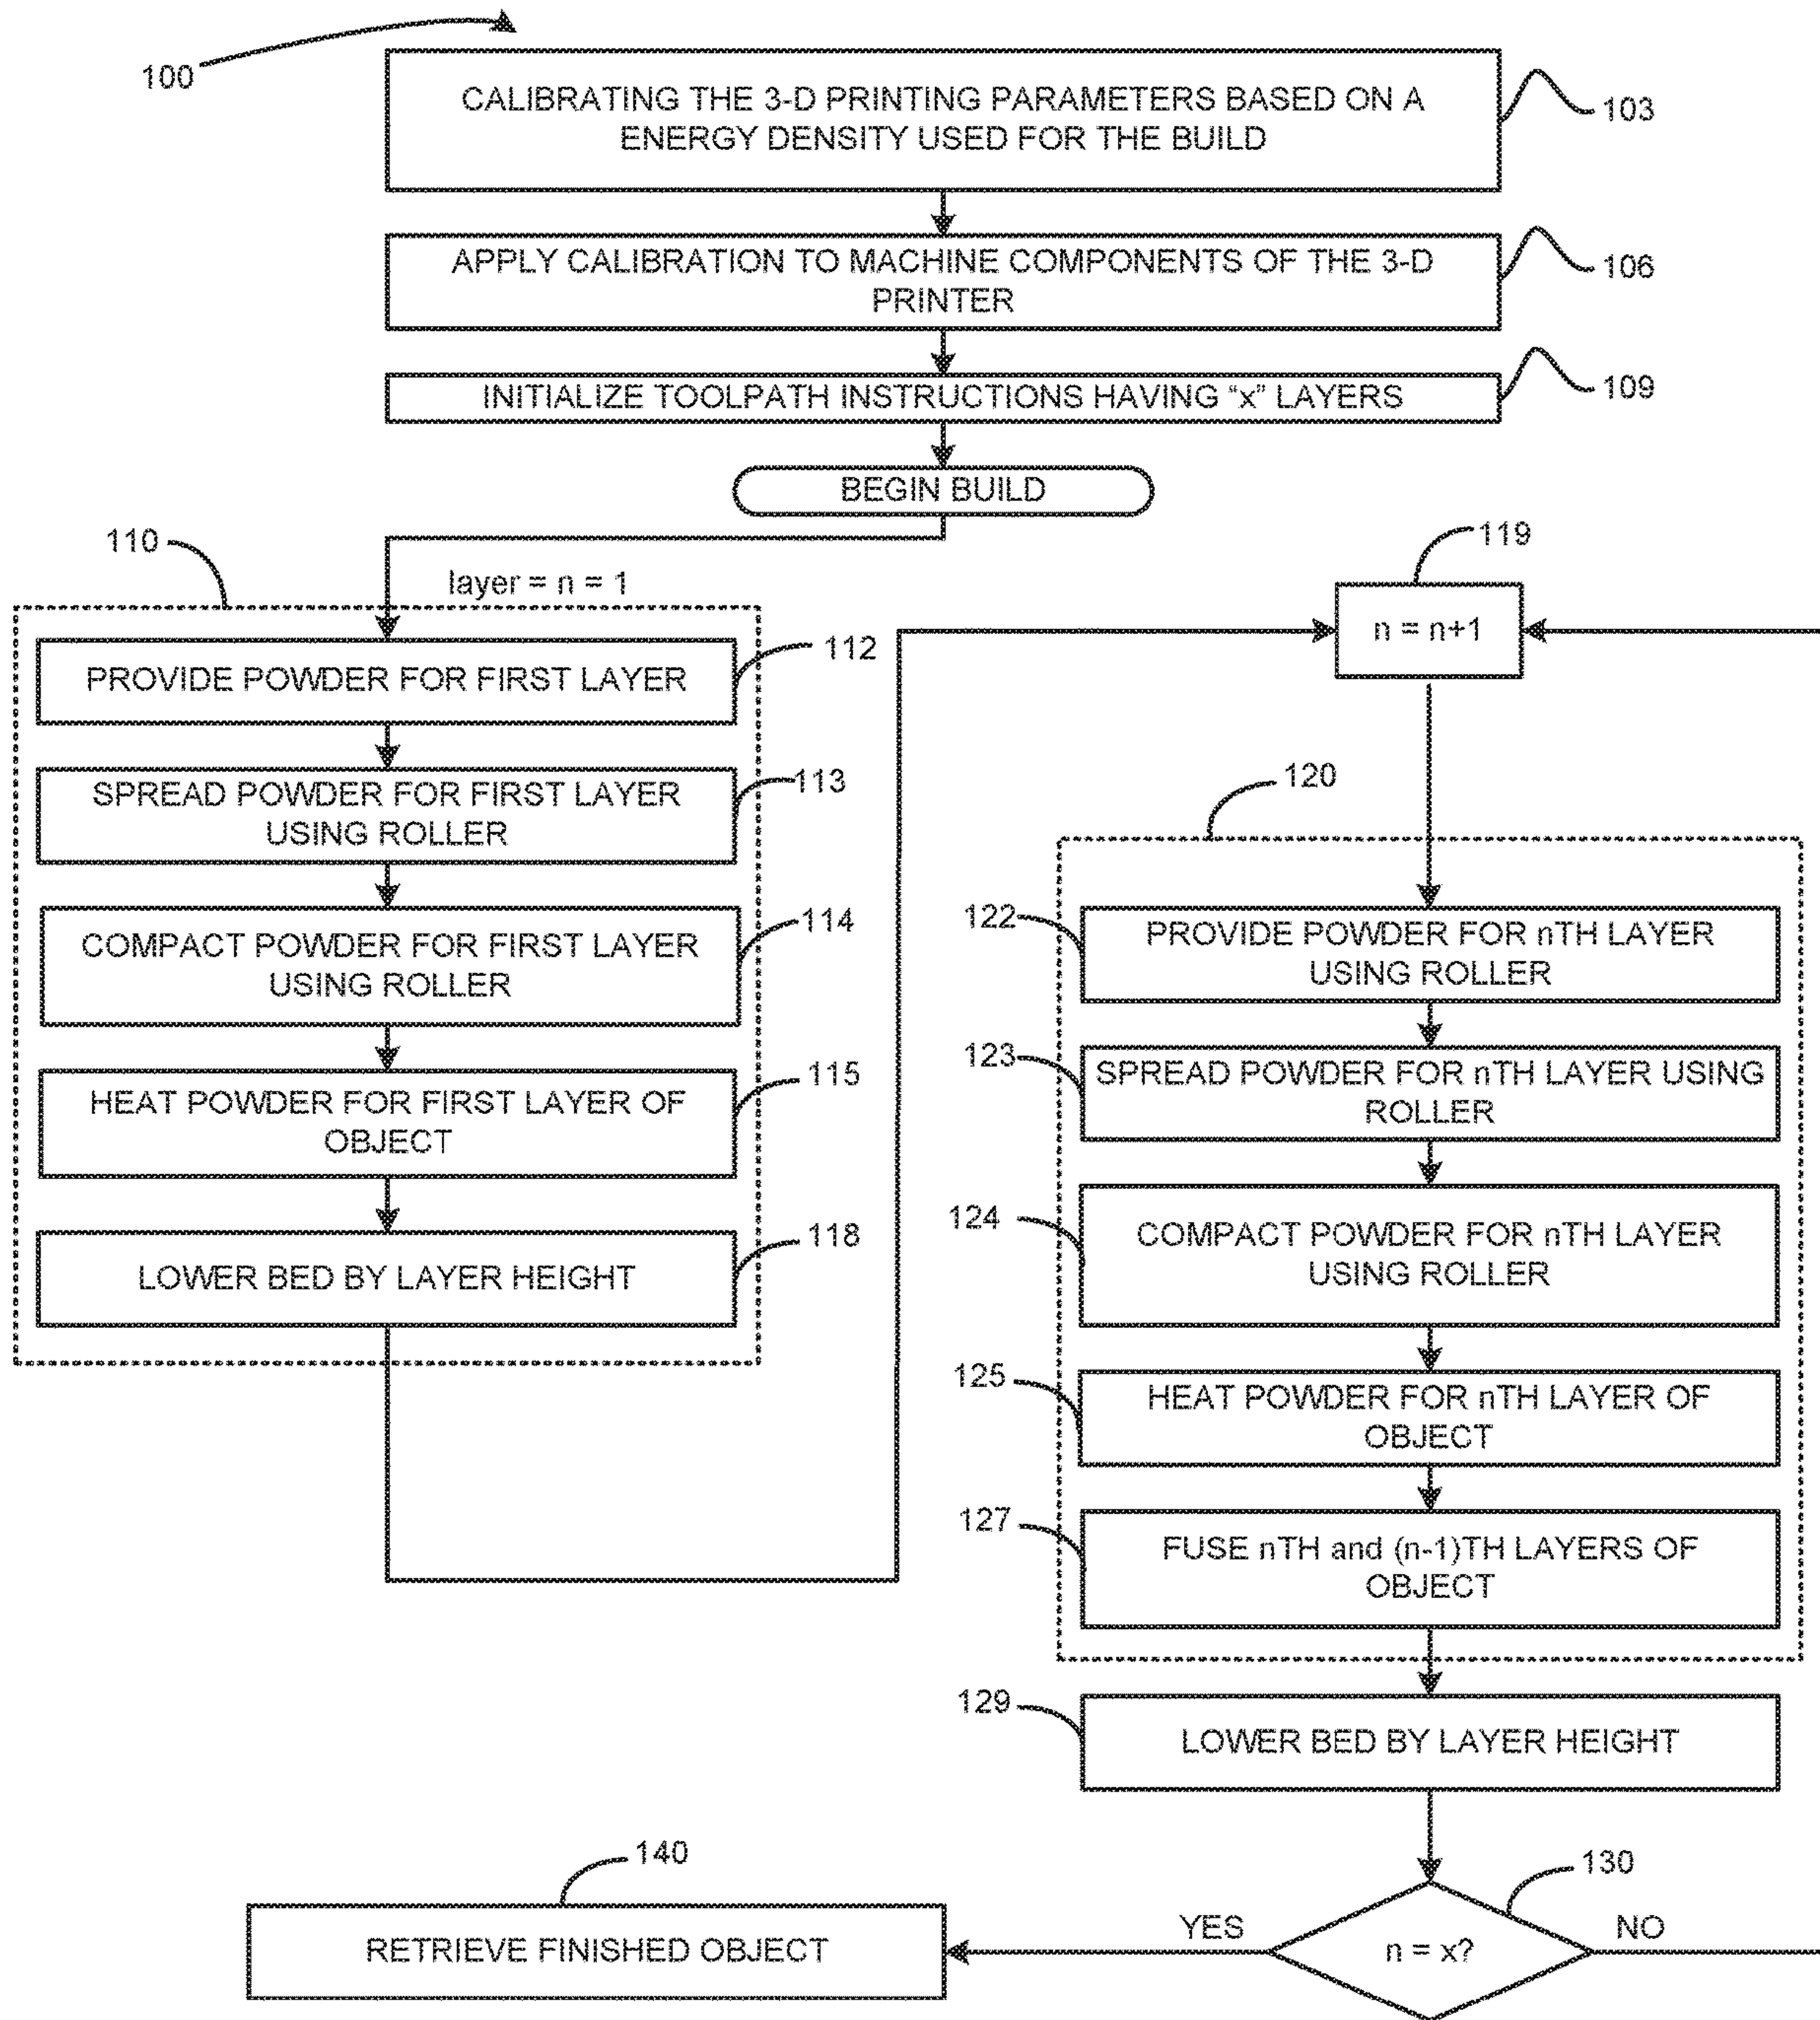 100
CALIBRATING THE 3-D PRINTING PARAMETERS BASED ON A
ENERGY DENSITY USED FOR THE BUILD
103
APPLY CALIBRATION TO MACHINE COMPONENTS OF THE 3-D
PRINTER
106
INITIALIZE TOOLPATH INSTRUCTIONS HAVING “x” LAYERS
109
BEGIN BUILD
110
layer = n = 1
PROVIDE POWDER FOR FIRST LAYER
112
SPREAD POWDER FOR FIRST LAYER
USING ROLLER
113
COMPACT POWDER FOR FIRST LAYER
USING ROLLER
114
HEAT POWDER FOR FIRST LAYER OF
OBJECT
115
LOWER BED BY LAYER HEIGHT
118
119
n = n+1
120
122
PROVIDE POWDER FOR nTH LAYER
USING ROLLER
123
SPREAD POWDER FOR nTH LAYER USING
ROLLER
124
COMPACT POWDER FOR nTH LAYER
USING ROLLER
125
HEAT POWDER FOR nTH LAYER OF
OBJECT
127
FUSE nTH and (n-1)TH LAYERS OF
OBJECT
129
LOWER BED BY LAYER HEIGHT
130
n = x?
YES
NO
140
RETRIEVE FINISHED OBJECT